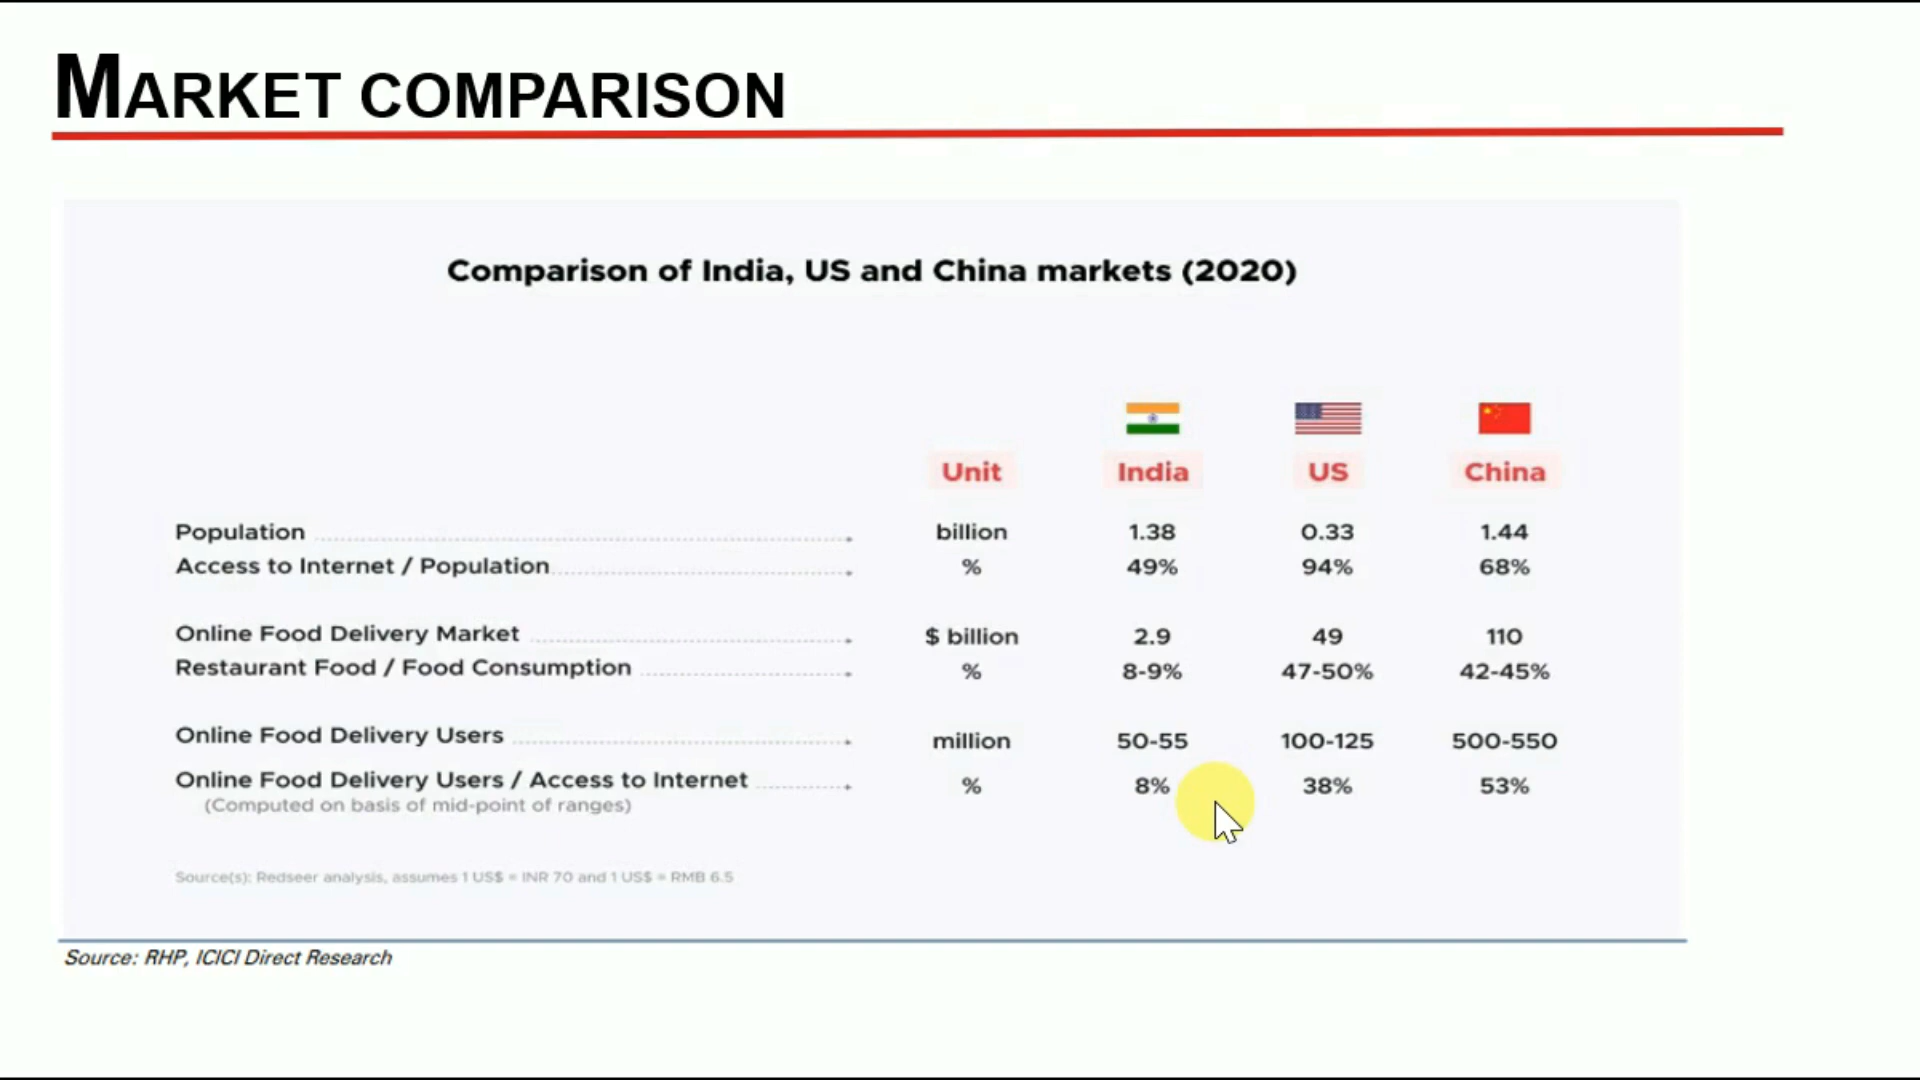 MARKET COMPARISON
Comparison of India, US and China markets (2020)
Unit India US China
Population billion 1.38 0.33 1.44
Access to Internet / Population % 49% 94% 68%
Online Food Delivery Market $ billion 2.9 49 110
Restaurant Food / Food Consumption % 8-9% 47-50% 42-45%
Online Food Delivery Users million 50-55 100-125 500-550
Online Food Delivery Users / Access to Internet % 8% 38% 53%
(Computed on basis of mid-point of ranges)
Source(s): Redseer analysis, assumes 1 US$ = INR 70 and 1 US$ = RMB 6.5
Source: RHP, ICICI Direct Research